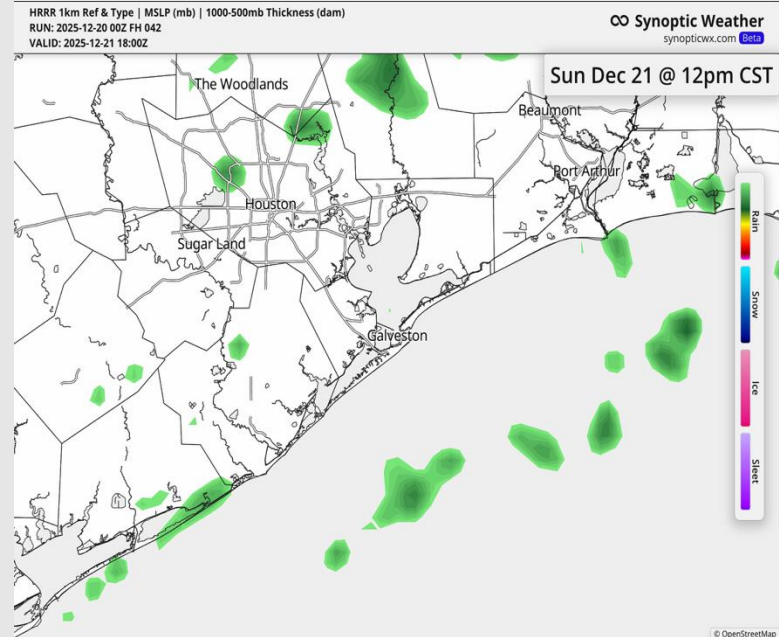 HRRR 1km Ref & Type | MSLP (mb) | 1000-500mb Thickness (dam)
RUN: 2025-12-20 00Z FH 042
VALID: 2025-12-21 18:00Z
Synoptic Weather
synopticwx.com Beta
Sun Dec 21 @ 12pm CST
The Woodlands
Beaumont
Port Arthur
Houston
Sugar Land
Galveston
Rain
Snow
Ice
Sleet
© OpenStreetMap